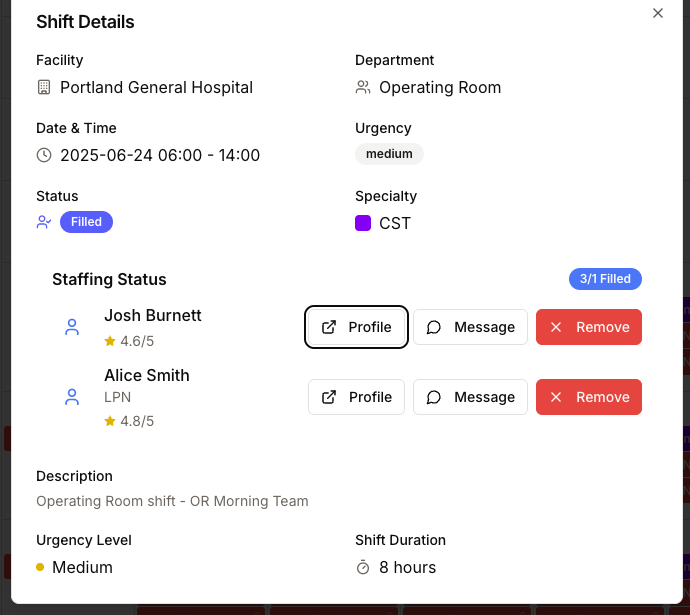 Shift Details
Facility
Department
Portland General Hospital
Operating Room
Date & Time
Urgency
2025-06-24 06:00 - 14:00
medium
Status
Specialty
Filled
CST
Staffing Status
3/1 Filled
Josh Burnett
4.6/5
Profile
Message
Remove
Alice Smith
LPN
4.8/5
Profile
Message
Remove
Description
Operating Room shift - OR Morning Team
Urgency Level
Shift Duration
Medium
8 hours